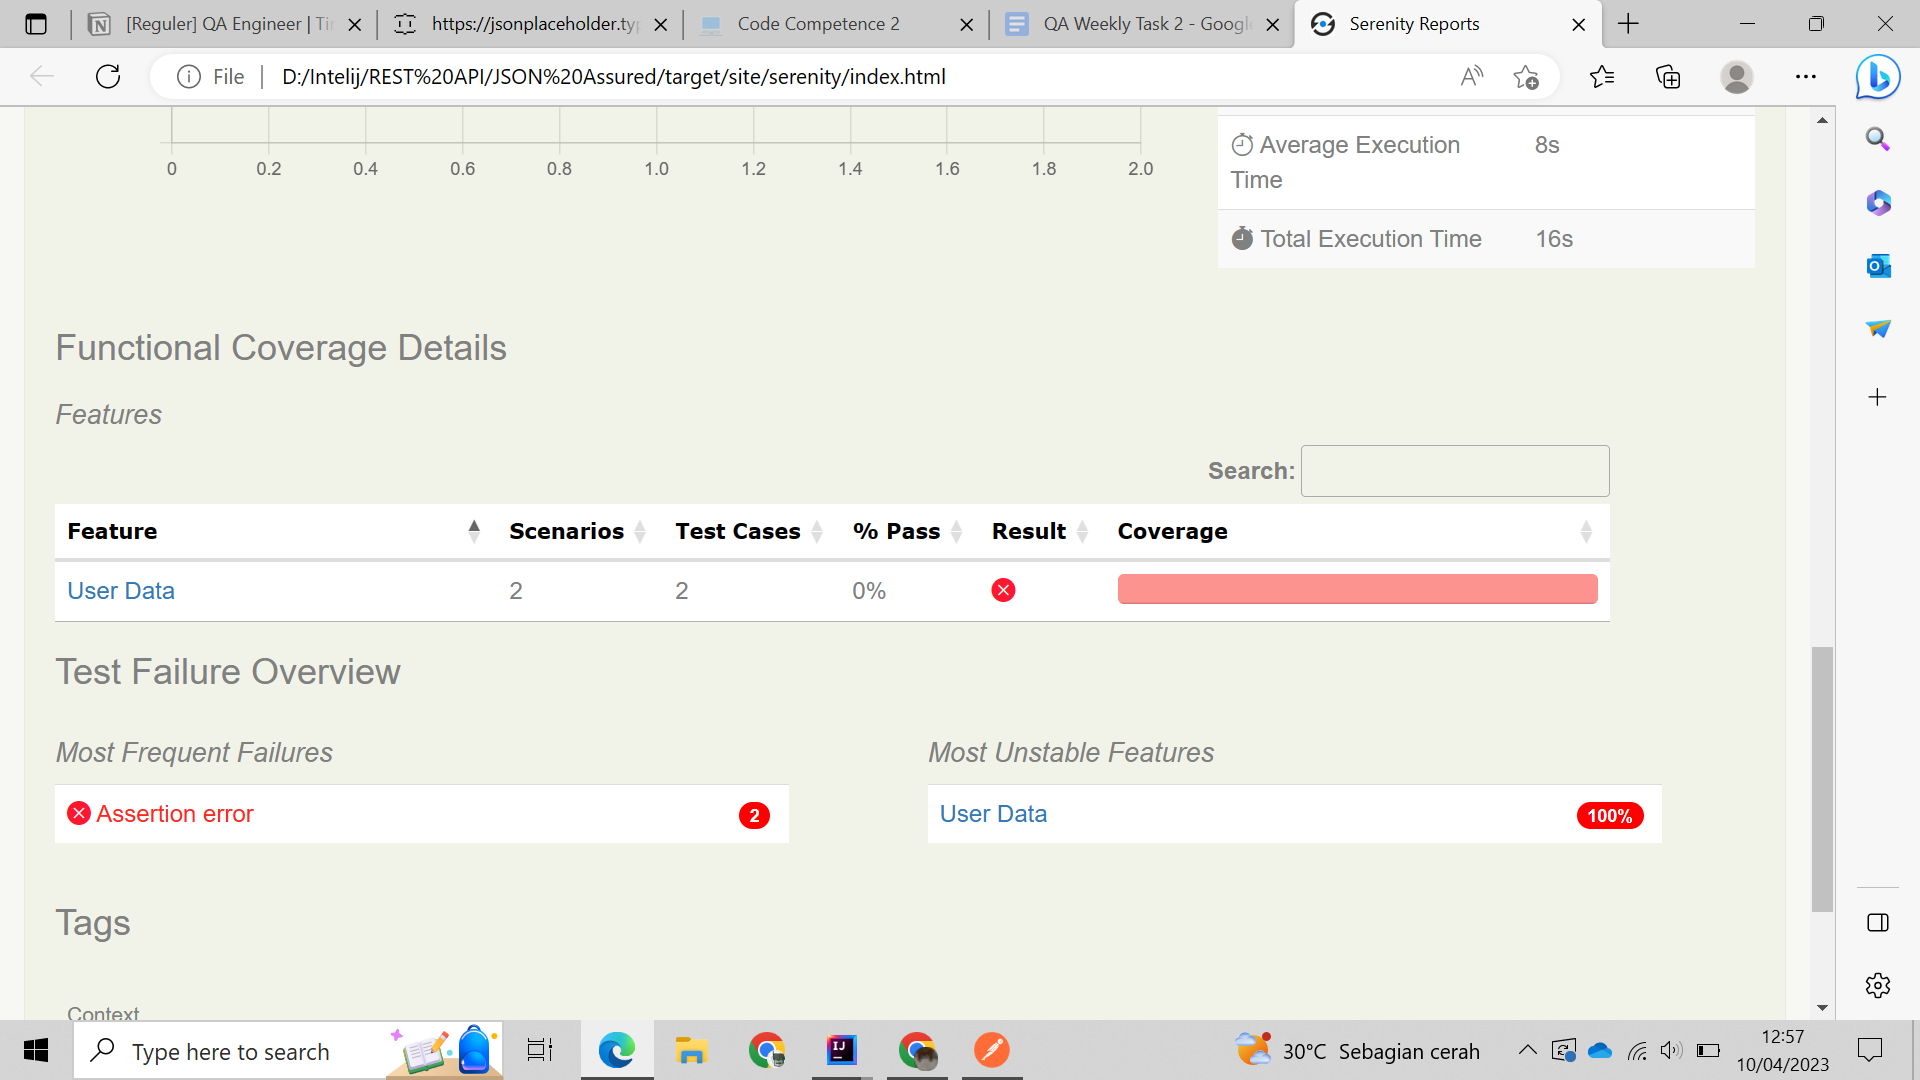 [Reguler] QA Engineer | Ti
https://jsonplaceholder.ty
Code Competence 2
QA Weekly Task 2 - Googl
Serenity Reports
File
D:/Intelij/REST%20API/JSON%20Assured/target/site/serenity/index.html
0 0.2 0.4 0.6 0.8 1.0 1.2 1.4 1.6 1.8 2.0
Average Execution Time 8s
Total Execution Time 16s
Functional Coverage Details
Features
Search:
Feature Scenarios Test Cases % Pass Result Coverage
User Data 2 2 0%
Test Failure Overview
Most Frequent Failures
Assertion error 2
Most Unstable Features
User Data 100%
Tags
Context
Type here to search
30°C Sebagian cerah
12:57
10/04/2023